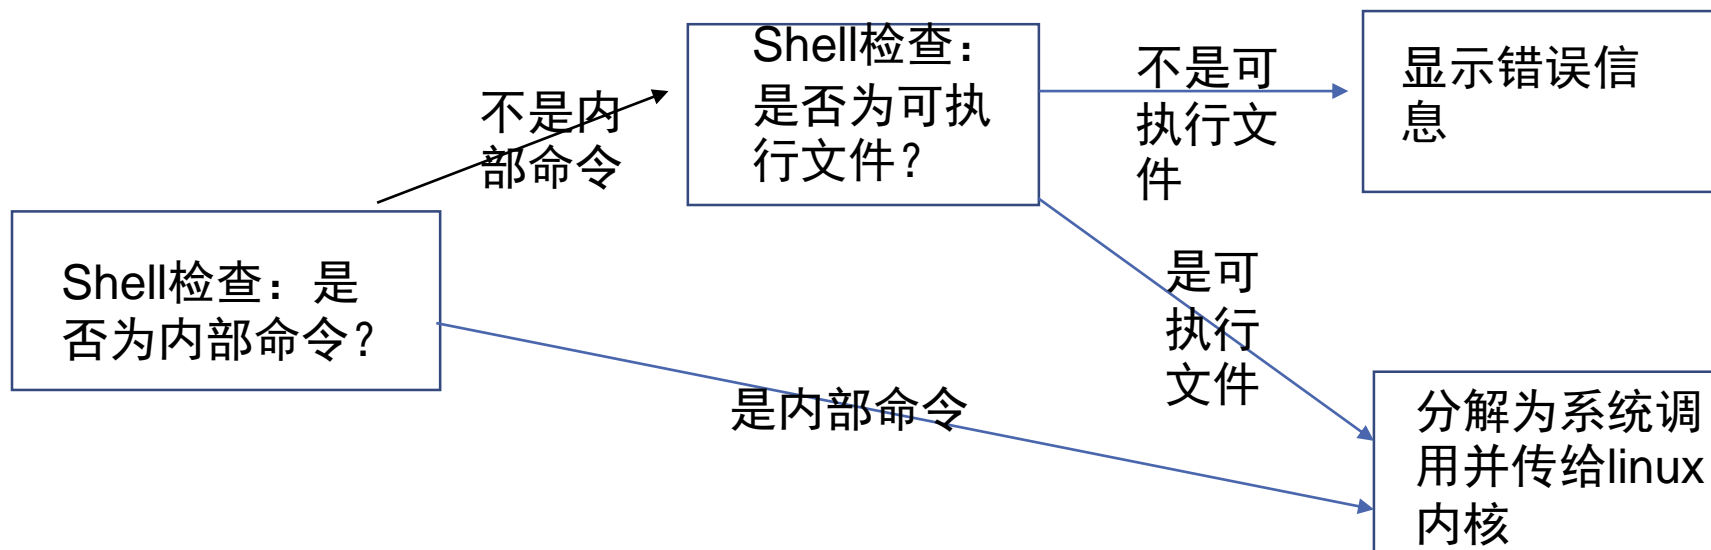 Shell检查：
是否为可执
行文件？
不是可
执行文
件
显示错误信
息
不是内
部命令
Shell检查：是
否为内部命令？
是可
执行
文件
是内部命令
分解为系统调
用并传给linux
内核